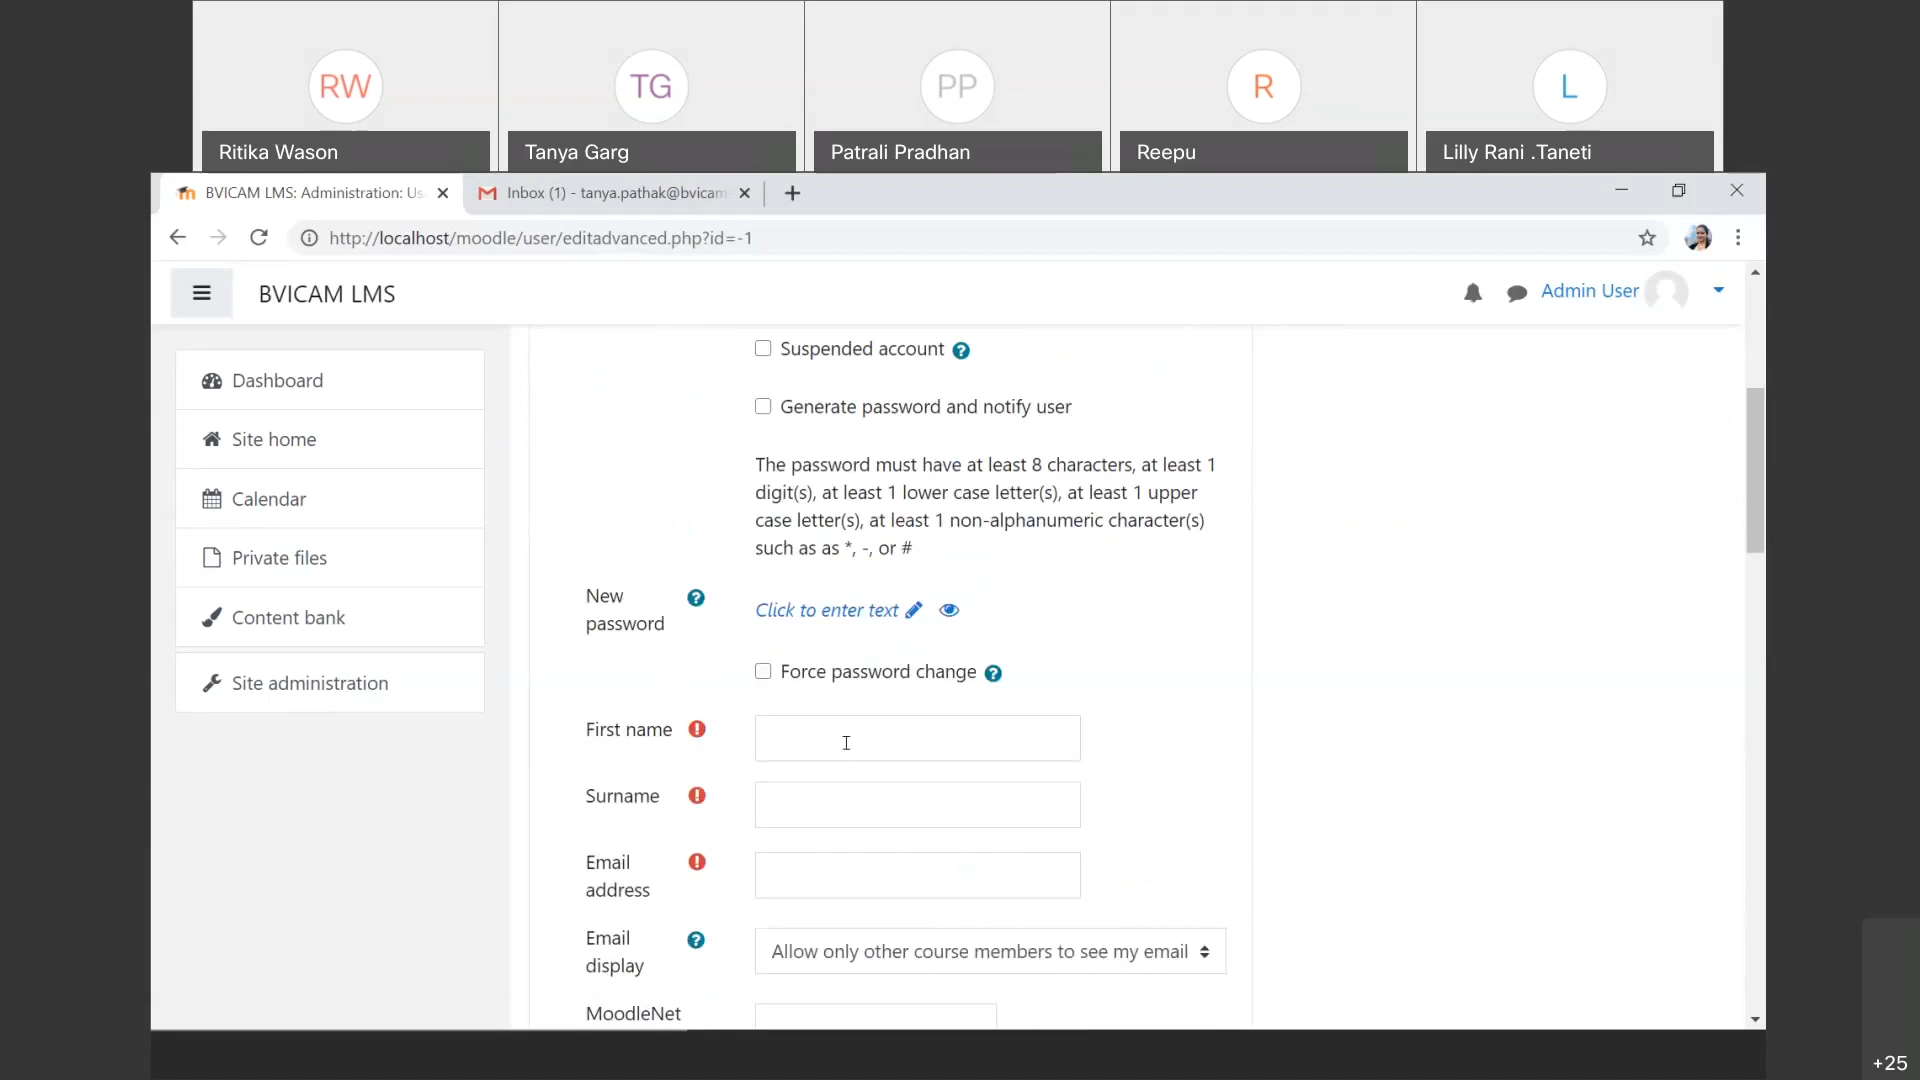 RW
TG
PP
R
L
Ritika Wason
Tanya Garg
Patrali Pradhan
Reepu
Lilly Rani .Taneti
BVICAM LMS: Administration: Us
Inbox (1) - tanya.pathak@bvicam
http://localhost/moodle/user/editadvanced.php?id=-1
BVICAM LMS
Admin User
Dashboard
Site home
Calendar
Private files
Content bank
Site administration
Suspended account
Generate password and notify user
The password must have at least 8 characters, at least 1
digit(s), at least 1 lower case letter(s), at least 1 upper
case letter(s), at least 1 non-alphanumeric character(s)
such as as *, -, or #
New
password
Click to enter text
Force password change
First name
Surname
Email
address
Email
display
Allow only other course members to see my email
MoodleNet
+25